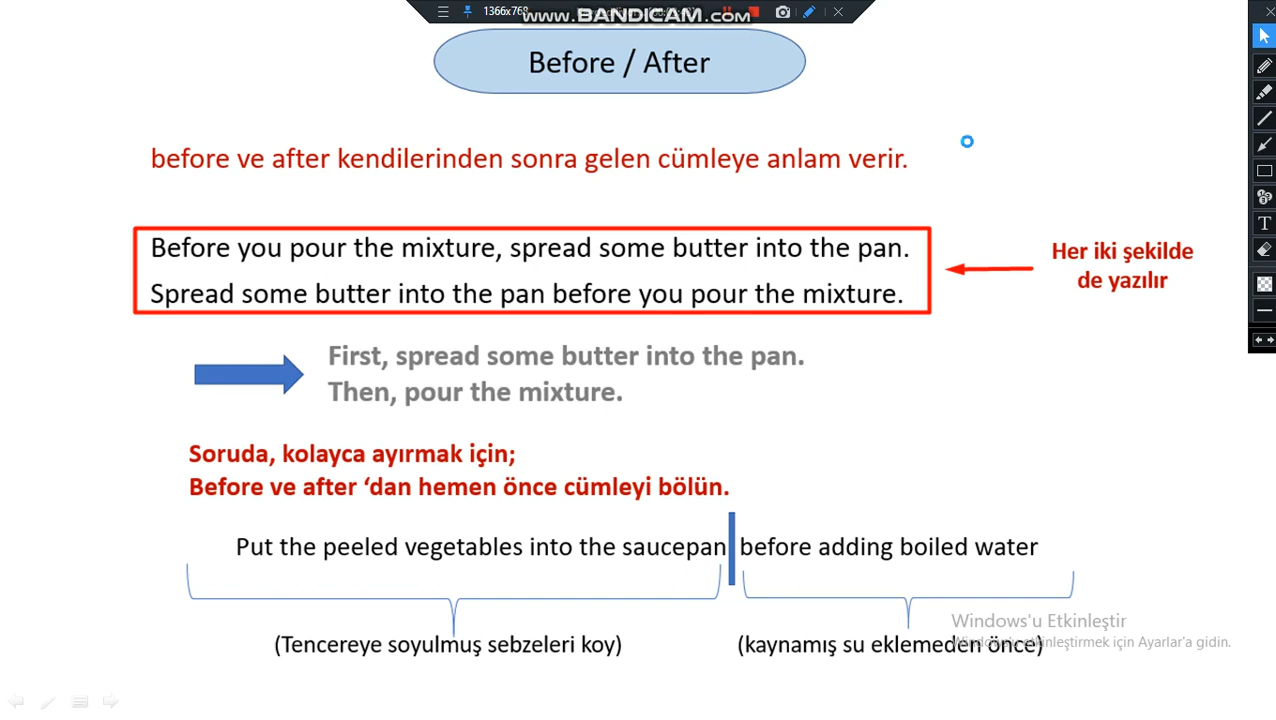 1366x768
www.BANDICAM.com
Before / After
before ve after kendilerinden sonra gelen cümleye anlam verir.
Before you pour the mixture, spread some butter into the pan.
Spread some butter into the pan before you pour the mixture.
Her iki şekilde
de yazılır
First, spread some butter into the pan.
Then, pour the mixture.
Soruda, kolayca ayırmak için;
Before ve after ‘dan hemen önce cümleyi bölün.
Put the peeled vegetables into the saucepan before adding boiled water
(Tencereye soyulmuş sebzeleri koy) (kaynamış su eklemeden önce)
Windows'u Etkinleştir
Windows'u etkinleştirmek için Ayarlar'a gidin.